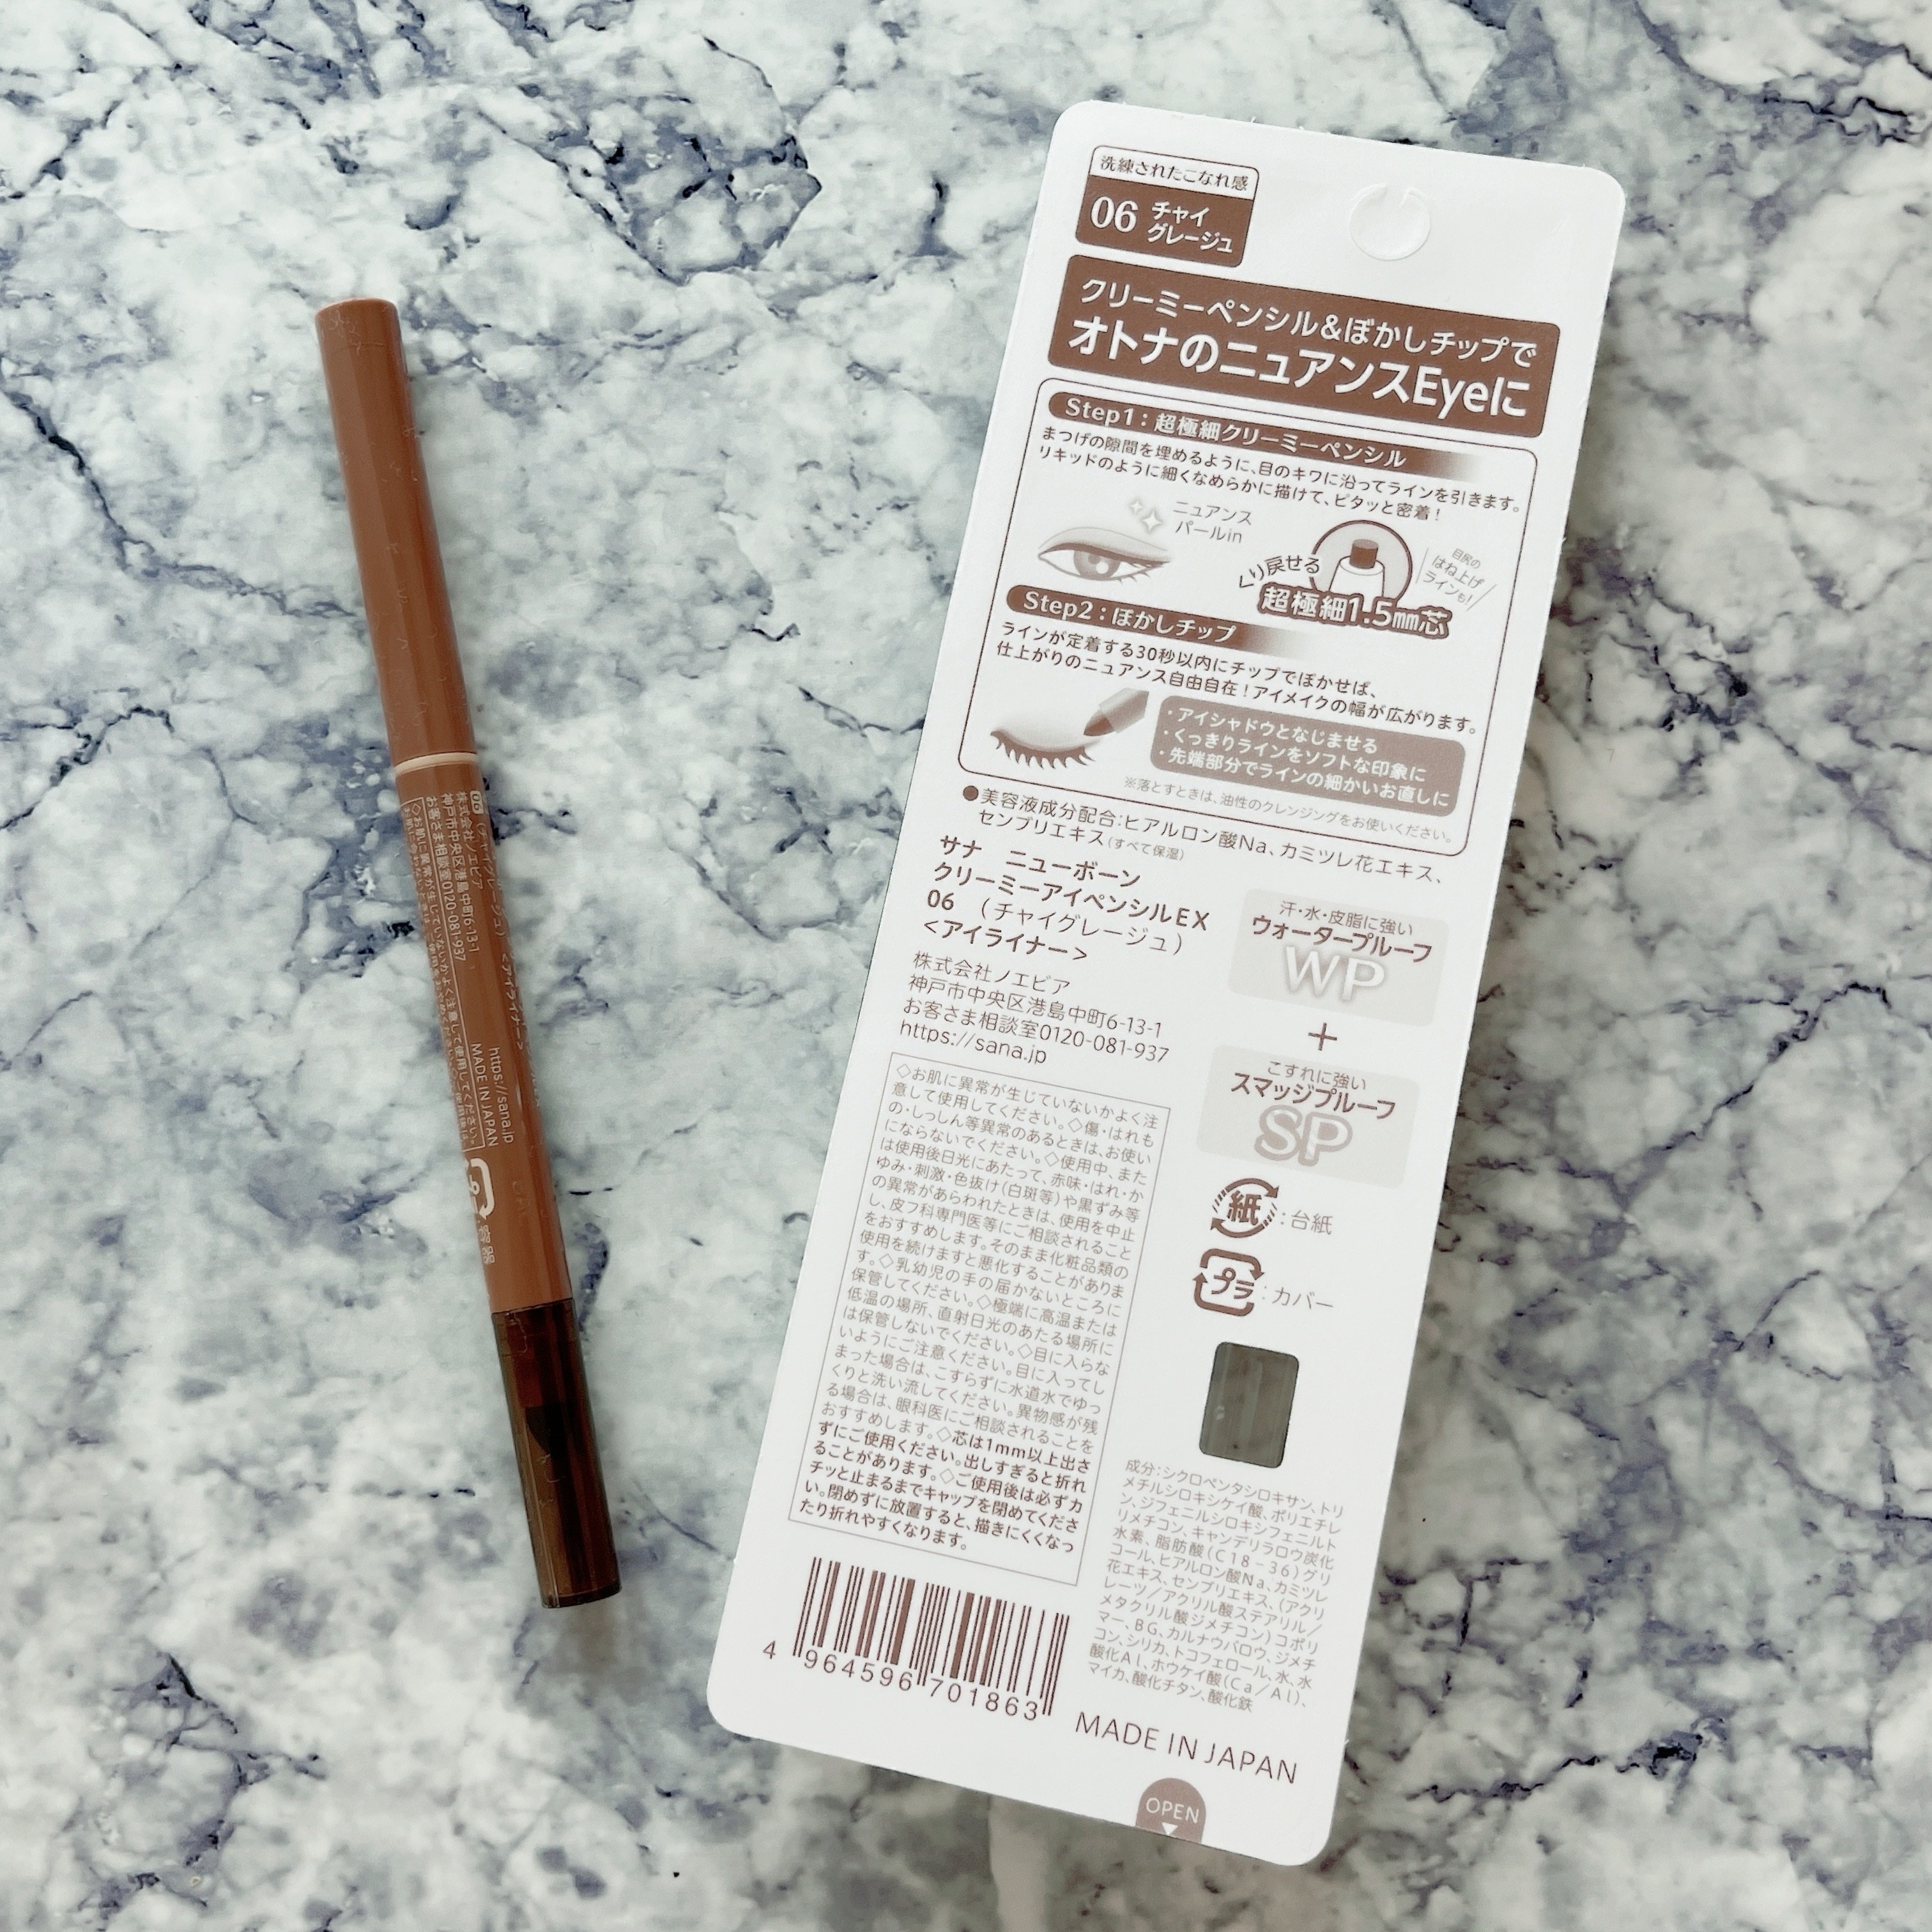 06 (チャイグレージュ) <アイライナー>
株式会社ノエビア
神戸市中央区港島中町6-13-1
お客さま相談室0120-081-937
https://sana.jp
MADE IN JAPAN
容器
洗練されたこなれ感
06 チャイ
グレージュ
クリーミーペンシル&ぼかしチップで
オトナのニュアンスEyeに
Step1:超極細クリーミーペンシル
まつげの隙間を埋めるように、目のキワに沿ってラインを引きます。
リキッドのように細くなめらかに描けて、ピタッと密着!
ニュアンス
パールin
くり戻せる
超極細1.5mm芯
目尻の
はね上げ
ラインも!
Step2:ぼかしチップ
ラインが定着する30秒以内にチップでぼかせば、
仕上がりのニュアンス自由自在!アイメイクの幅が広がります。
・アイシャドウとなじませる
・くっきりラインをソフトな印象に
・先端部分でラインの細かいお直しに
※落とすときは、油性のクレンジングをお使いください。
●美容液成分配合:ヒアルロン酸Na、カミツレ花エキス、
センブリエキス(すべて保湿)
サナ ニューボーン
クリーミーアイペンシルEX
06 (チャイグレージュ)
<アイライナー>
株式会社ノエビア
神戸市中央区港島中町6-13-1
お客さま相談室0120-081-937
https://sana.jp
汗・水・皮脂に強い
ウォータープルーフ
WP
+
こすれに強い
スマッジプルーフ
SP
紙:台紙
プラ:カバー
◇お肌に異常が生じていないかよく注
意して使用してください。◇傷・はれも
の・しっしん等異常のあるときは、お使い
にならないでください。◇使用中、また
は使用後日光にあたって、赤味・はれ・か
ゆみ・刺激・色抜け(白斑等)や黒ずみ等
の異常があらわれたときは、使用を中止
し、皮フ科専門医等にご相談されること
をおすすめします。そのまま化粧品類の
使用を続けますと悪化することがありま
す。◇乳幼児の手の届かないところに
保管してください。◇極端に高温または
低温の場所、直射日光のあたる場所に
は保管しないでください。◇目に入らな
いようにご注意ください。目に入ってし
まった場合は、こすらずに水道水でゆっ
くりと洗い流してください。異物感が残
る場合は、眼科医にご相談されることを
おすすめします。◇芯は1mm以上出さ
ずにご使用ください。出しすぎると折れ
ることがあります。◇ご使用後は必ずカ
チッと止まるまでキャップを閉めてくださ
い。閉めずに放置すると、描きにくくなっ
たり折れやすくなります。
成分:シクロペンタシロキサン、トリ
メチルシロキシケイ酸、ポリエチレ
ン、ジフェニルシロキシフェニルト
リメチコン、キャンデリラロウ炭化
水素、脂肪酸(C18-36)グリ
コール、ヒアルロン酸Na、カミツレ
花エキス、センブリエキス、(アクリ
レーツ/アクリル酸ステアリル/
メタクリル酸ジメチコン)コポリ
マー、BG、カルナウバロウ、ジメチ
コン、シリカ、トコフェロール、水、水
酸化Al、ホウケイ酸(Ca/Al)、
マイカ、酸化チタン、酸化鉄
4 964596 701863
MADE IN JAPAN
OPEN